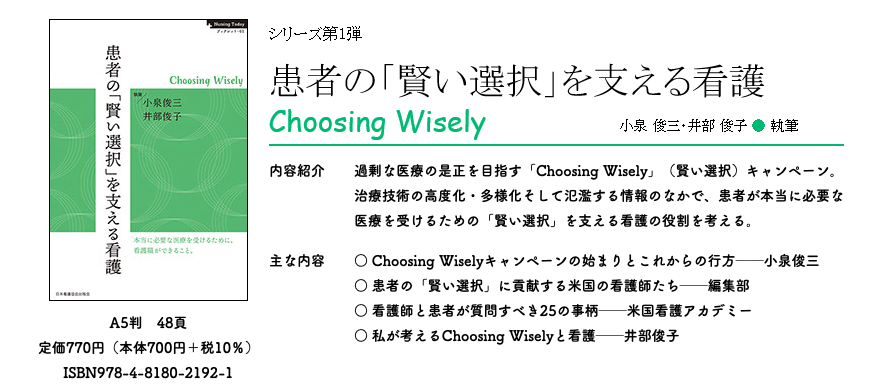 Nursing Today
ブックレット・01
患者の「賢い選択」を支える看護
Choosing Wisely
執筆
小泉俊三
井部俊子
本当に必要な医療を受けるために、
看護職ができること。
日本看護協会出版会
A5判 48頁
定価770円（本体700円＋税10％）
ISBN978-4-8180-2192-1
シリーズ第1弾
患者の「賢い選択」を支える看護
Choosing Wisely
小泉 俊三・井部 俊子 ● 執筆
内容紹介 過剰な医療の是正を目指す「Choosing Wisely」（賢い選択）キャンペーン。
治療技術の高度化・多様化そして氾濫する情報のなかで、患者が本当に必要な
医療を受けるための「賢い選択」を支える看護の役割を考える。
主な内容 ○ Choosing Wiselyキャンペーンの始まりとこれからの行方──小泉俊三
○ 患者の「賢い選択」に貢献する米国の看護師たち──編集部
○ 看護師と患者が質問すべき25の事柄──米国看護アカデミー
○ 私が考えるChoosing Wiselyと看護──井部俊子